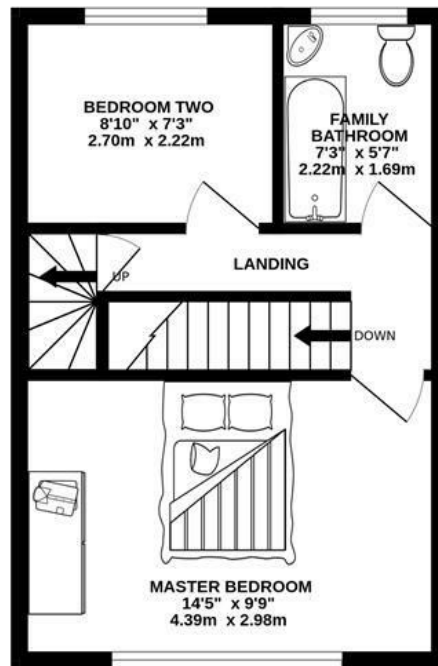 BEDROOM TWO
8'10" x 7'3"
2.70m x 2.22m
FAMILY
BATHROOM
7'3" x 5'7"
2.22m x 1.69m
UP
LANDING
DOWN
MASTER BEDROOM
14'5" x 9'9"
4.39m x 2.98m